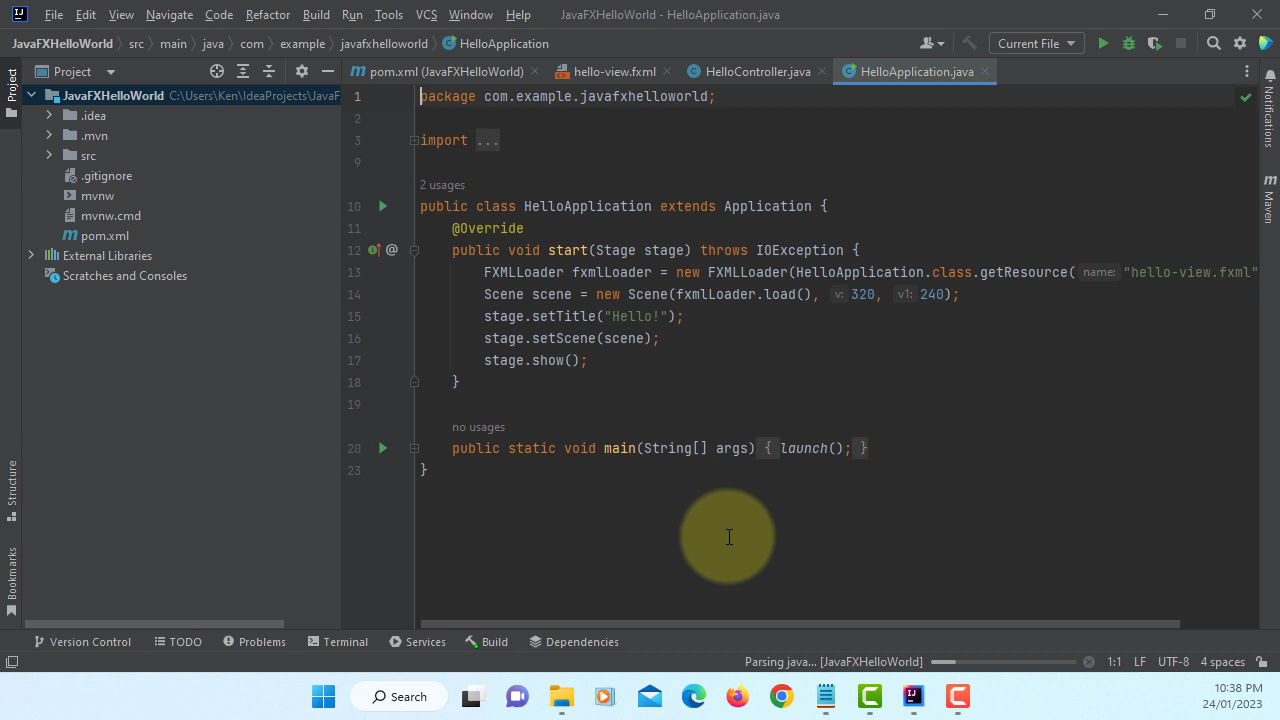 File Edit View Navigate Code Refactor Build Run Tools VCS Window Help JavaFXHelloWorld - HelloApplication.java
JavaFXHelloWorld src main java com example javafxhelloworld HelloApplication Current File
Project pom.xml (JavaFXHelloWorld) hello-view.fxml HelloController.java HelloApplication.java
Project
Notifications
Maven
Structure
Bookmarks
JavaFXHelloWorld C:\Users\Ken\IdeaProjects\JavaF
.idea
.mvn
src
.gitignore
mvnw
mvnw.cmd
pom.xml
External Libraries
Scratches and Consoles
1 package com.example.javafxhelloworld;
2
3 import ...
9
2 usages
10 public class HelloApplication extends Application {
11 @Override
12 @ public void start(Stage stage) throws IOException {
13 FXMLLoader fxmlLoader = new FXMLLoader(HelloApplication.class.getResource( name: "hello-view.fxml"
14 Scene scene = new Scene(fxmlLoader.load(), v: 320, v1: 240);
15 stage.setTitle("Hello!");
16 stage.setScene(scene);
17 stage.show();
18 }
19
no usages
20 public static void main(String[] args) { launch(); }
23 }
Version Control TODO Problems Terminal Services Build Dependencies
Parsing java... [JavaFXHelloWorld] 1:1 LF UTF-8 4 spaces
Search
10:38 PM
24/01/2023